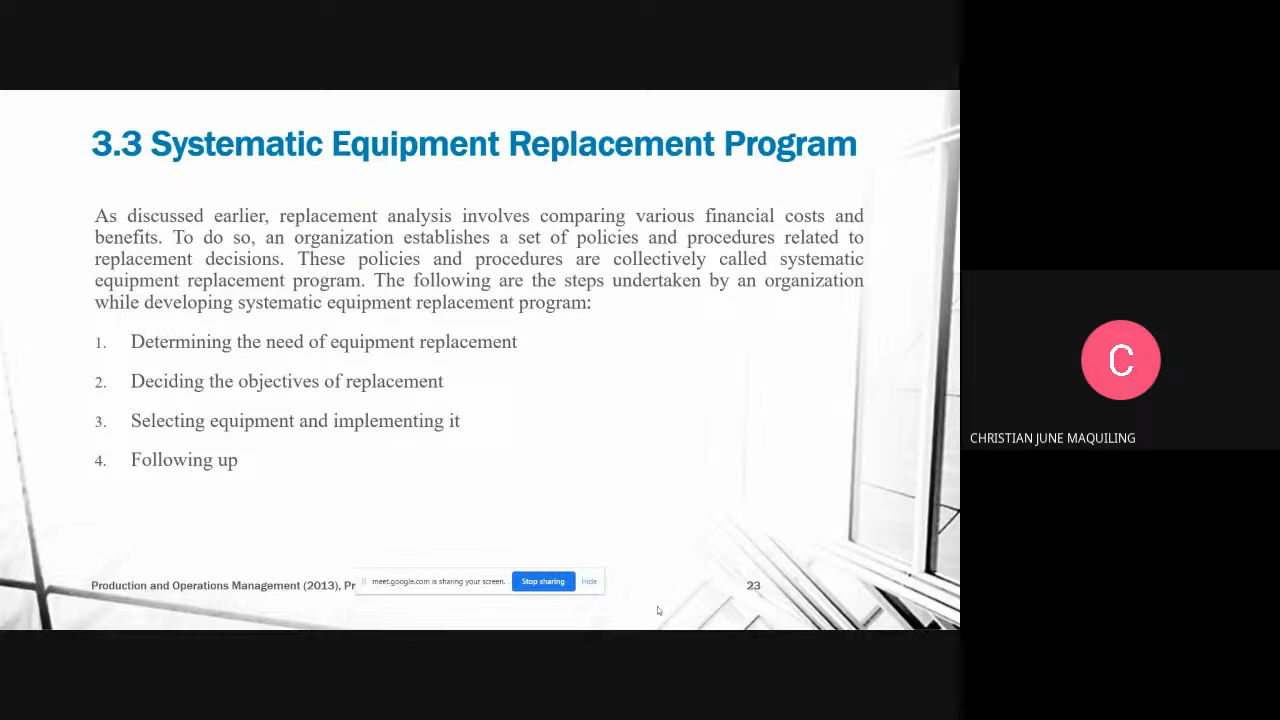 3.3 Systematic Equipment Replacement Program
As discussed earlier, replacement analysis involves comparing various financial costs and
benefits. To do so, an organization establishes a set of policies and procedures related to
replacement decisions. These policies and procedures are collectively called systematic
equipment replacement program. The following are the steps undertaken by an organization
while developing systematic equipment replacement program:
1. Determining the need of equipment replacement
2. Deciding the objectives of replacement
3. Selecting equipment and implementing it
4. Following up
Production and Operations Management (2013),
meet.google.com is sharing your screen. Stop sharing Hide
23
C
CHRISTIAN JUNE MAQUILING